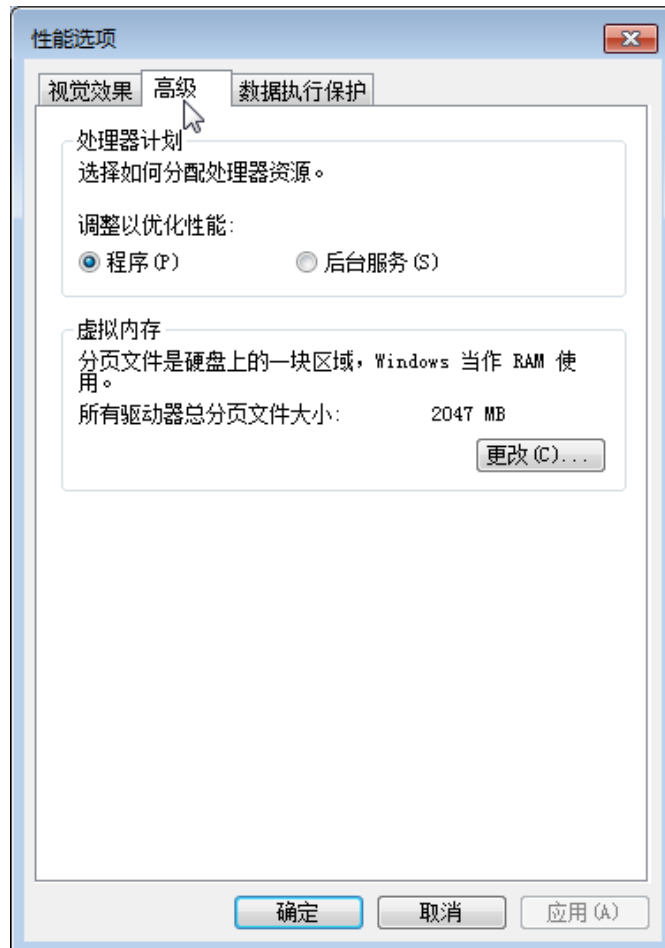 性能选项
视觉效果 高级 数据执行保护
处理器计划
选择如何分配处理器资源。
调整以优化性能:
程序(P) 后台服务(S)
虚拟内存
分页文件是硬盘上的一块区域，Windows 当作 RAM 使
用。
所有驱动器总分页文件大小: 2047 MB
更改(C)...
确定 取消 应用(A)